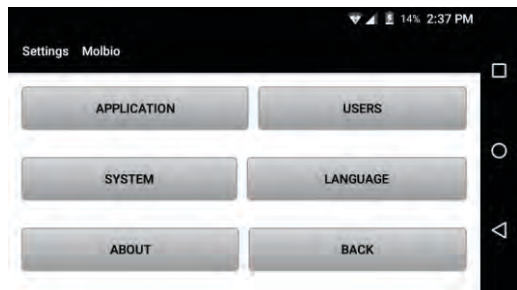 14% 2:37 PM
Settings Molbio
APPLICATION USERS
SYSTEM LANGUAGE
ABOUT BACK